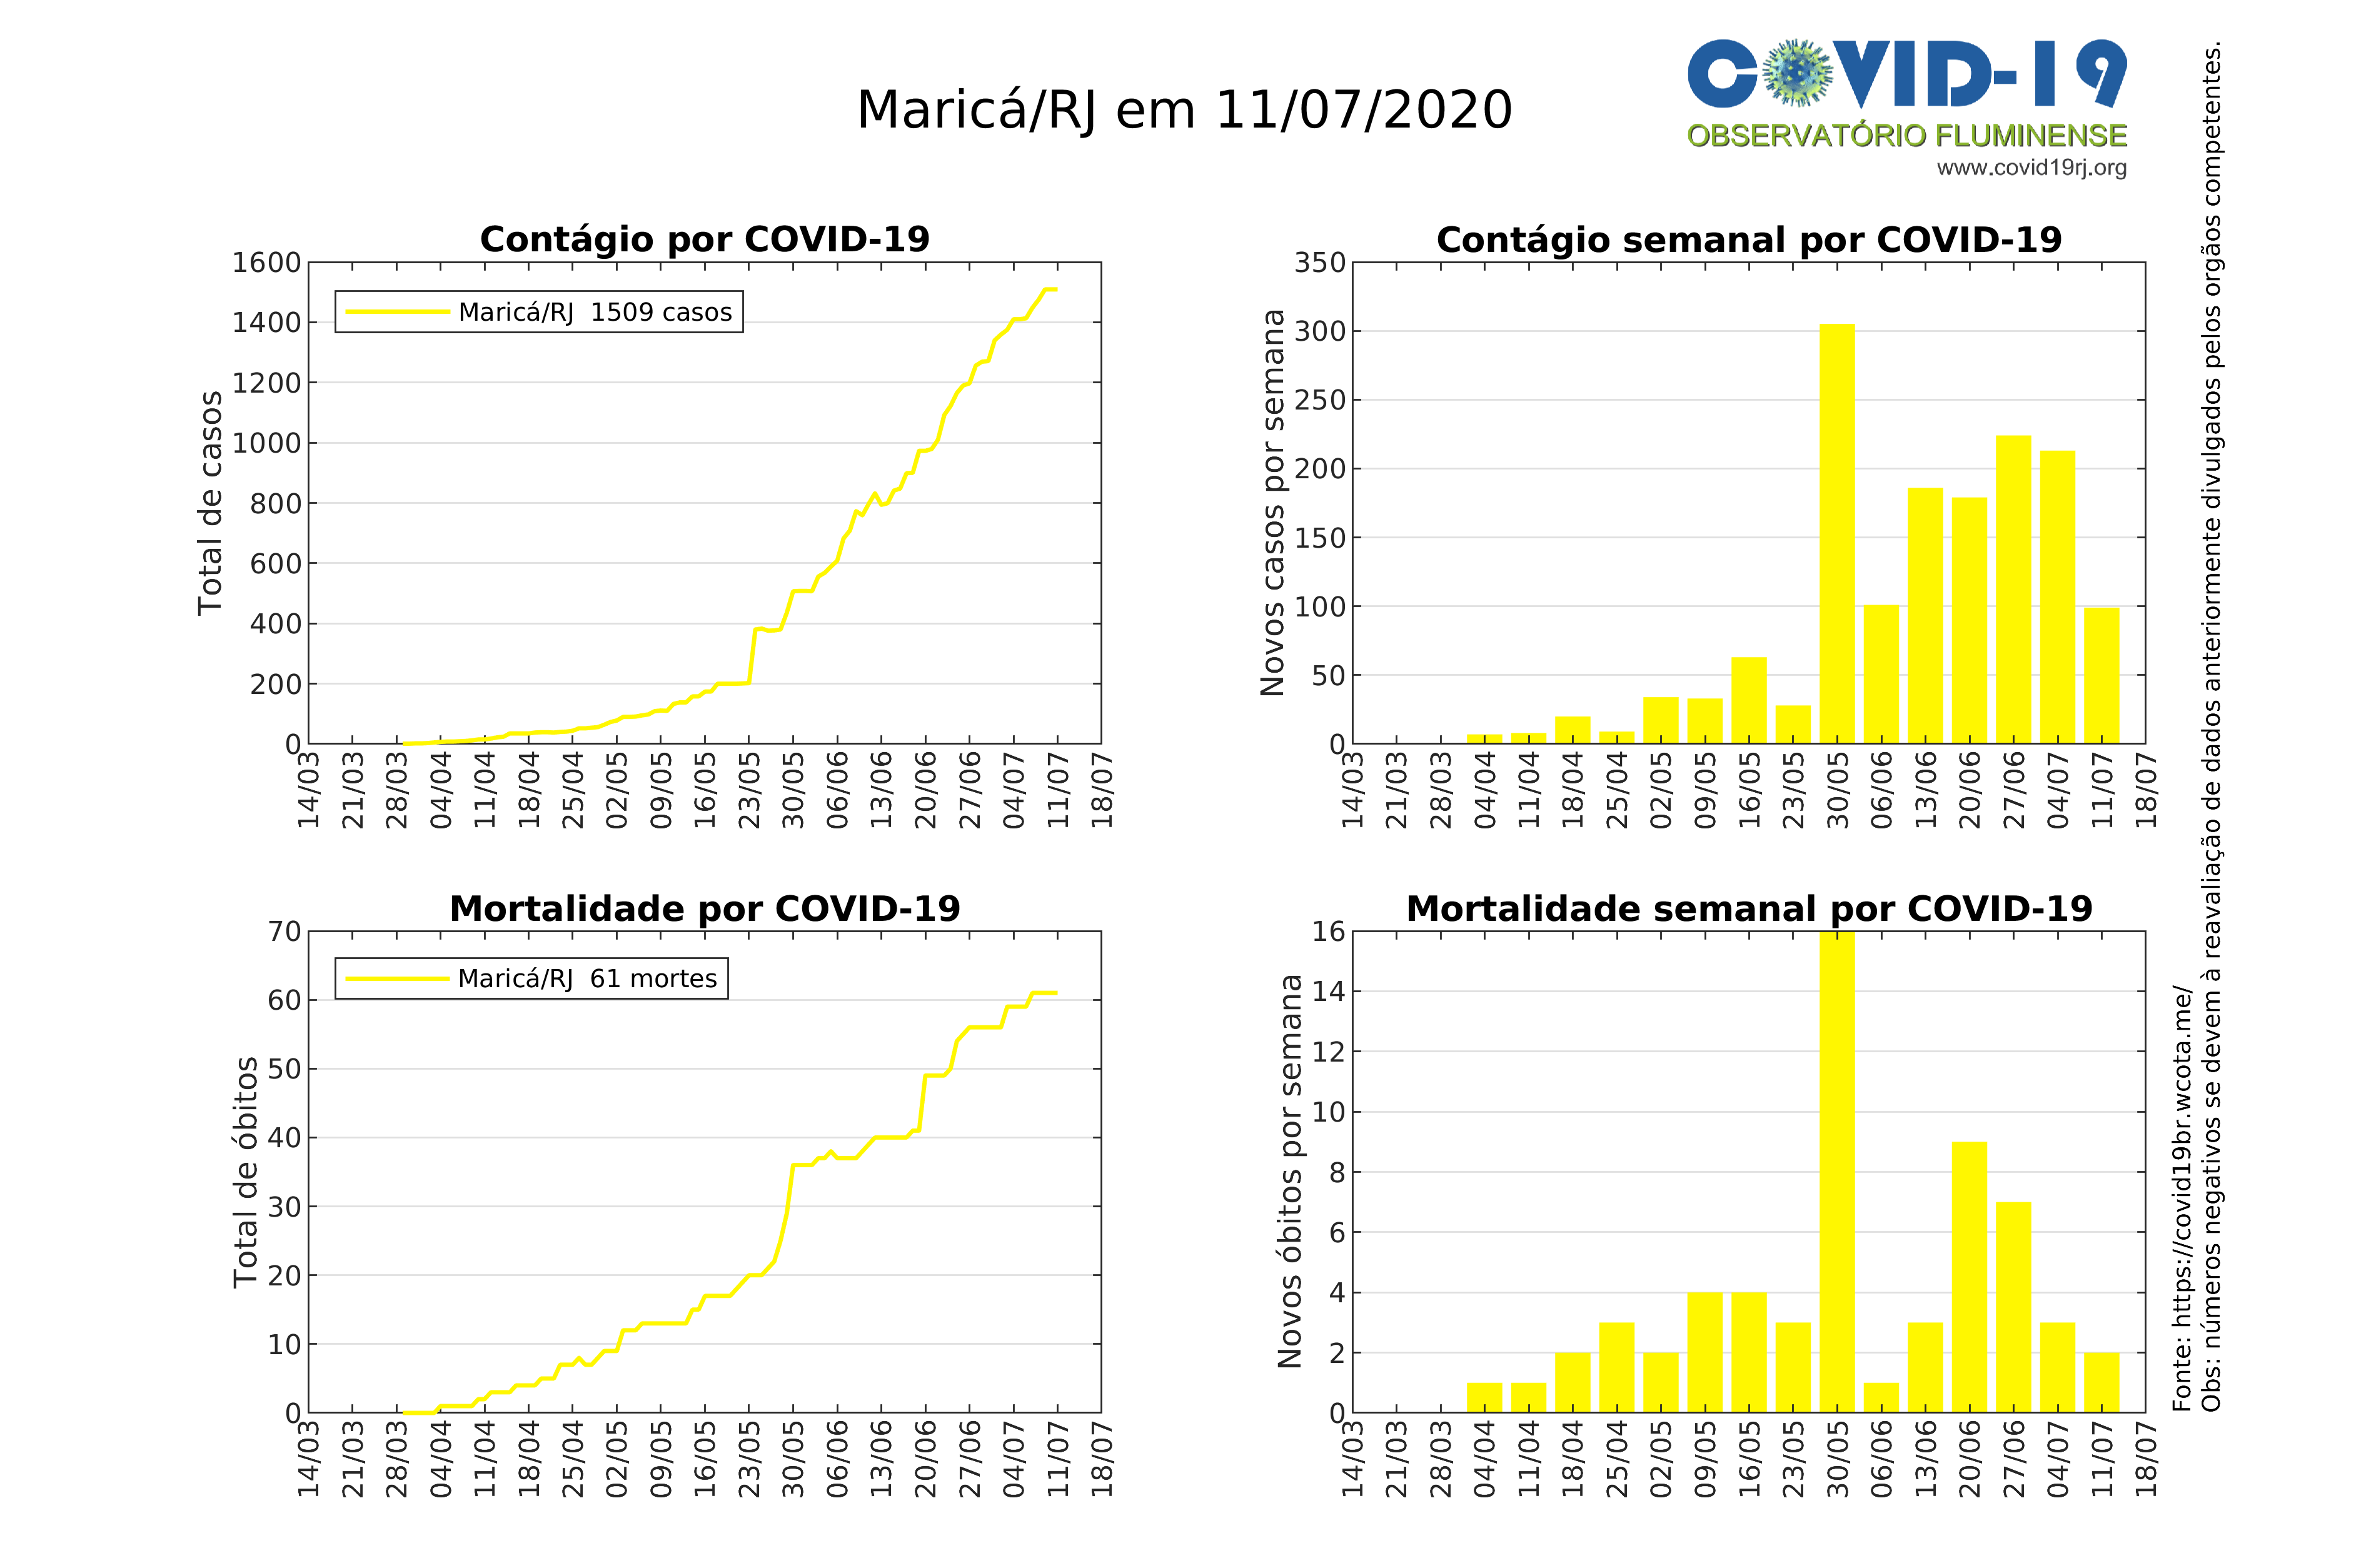 Maricá/RJ em 11/07/2020
COVID-19
OBSERVATÓRIO FLUMINENSE
www.covid19rj.org
Contágio por COVID-19
Total de casos
1600
1400
1200
1000
800
600
400
200
0
Maricá/RJ 1509 casos
14/03 21/03 28/03 04/04 11/04 18/04 25/04 02/05 09/05 16/05 23/05 30/05 06/06 13/06 20/06 27/06 04/07 11/07 18/07
Contágio semanal por COVID-19
Novos casos por semana
350
300
250
200
150
100
50
0
14/03 21/03 28/03 04/04 11/04 18/04 25/04 02/05 09/05 16/05 23/05 30/05 06/06 13/06 20/06 27/06 04/07 11/07 18/07
Mortalidade por COVID-19
Total de óbitos
70
60
50
40
30
20
10
0
Maricá/RJ 61 mortes
14/03 21/03 28/03 04/04 11/04 18/04 25/04 02/05 09/05 16/05 23/05 30/05 06/06 13/06 20/06 27/06 04/07 11/07 18/07
Mortalidade semanal por COVID-19
Novos óbitos por semana
16
14
12
10
8
6
4
2
0
14/03 21/03 28/03 04/04 11/04 18/04 25/04 02/05 09/05 16/05 23/05 30/05 06/06 13/06 20/06 27/06 04/07 11/07 18/07
Fonte: https://covid19br.wcota.me/
Obs: números negativos se devem à reavaliação de dados anteriormente divulgados pelos orgãos competentes.